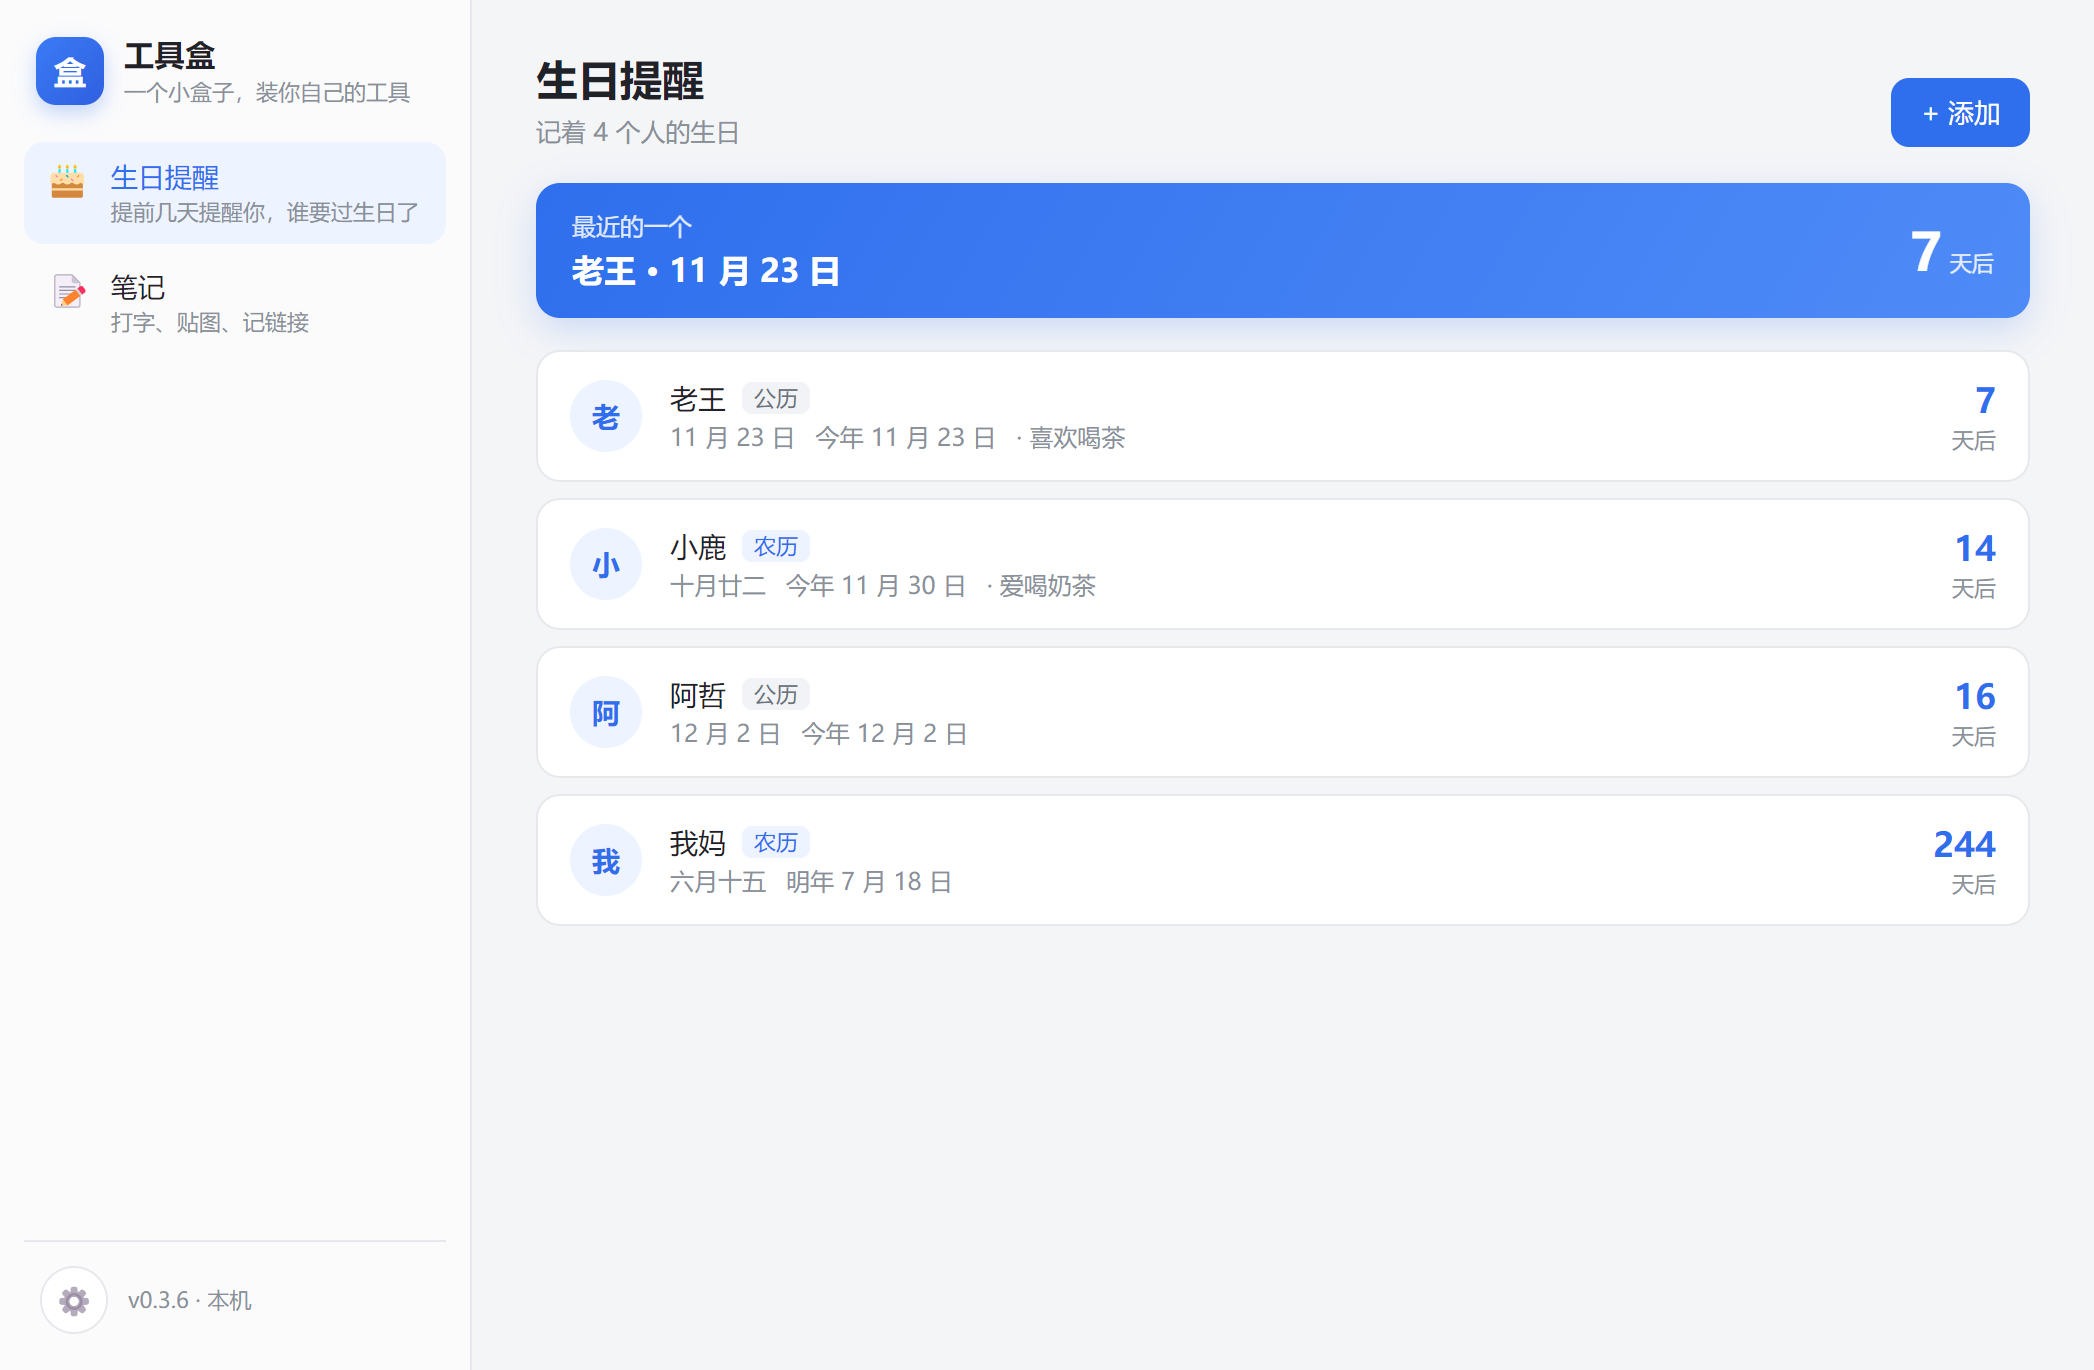 盒
工具盒
一个小盒子，装你自己的工具
生日提醒
提前几天提醒你，谁要过生日了
笔记
打字、贴图、记链接
v0.3.6 · 本机
生日提醒
记着 4 个人的生日
+ 添加
最近的一个
老王 · 11 月 23 日
7 天后
老
老王 公历
11 月 23 日 今年 11 月 23 日 · 喜欢喝茶
7
天后
小
小鹿 农历
十月廿二 今年 11 月 30 日 · 爱喝奶茶
14
天后
阿
阿哲 公历
12 月 2 日 今年 12 月 2 日
16
天后
我
我妈 农历
六月十五 明年 7 月 18 日
244
天后